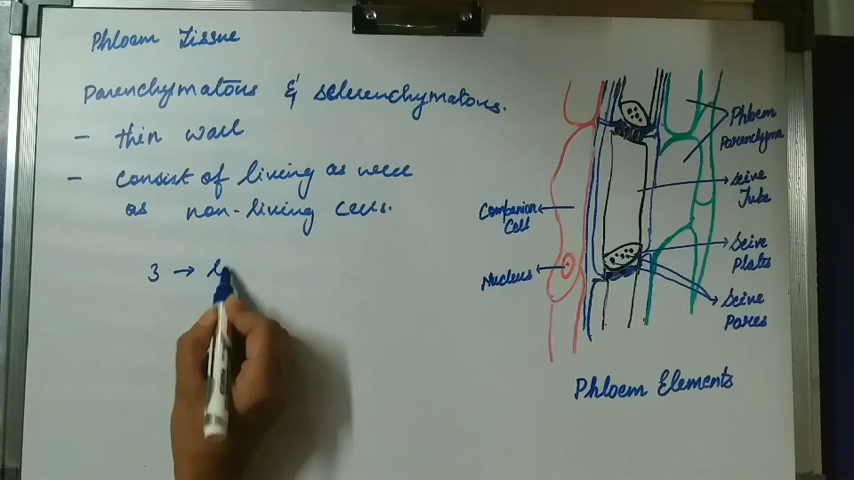 Phloem Tissue
Parenchymatous & sclerenchymatous.
- thin wall
- consist of living as well
as non-living cells.
3 →
Phloem
Parenchyma
Seive
Tube
Companion
Cell
Seive
Plate
Nucleus
Seive
Pores
Phloem Elements